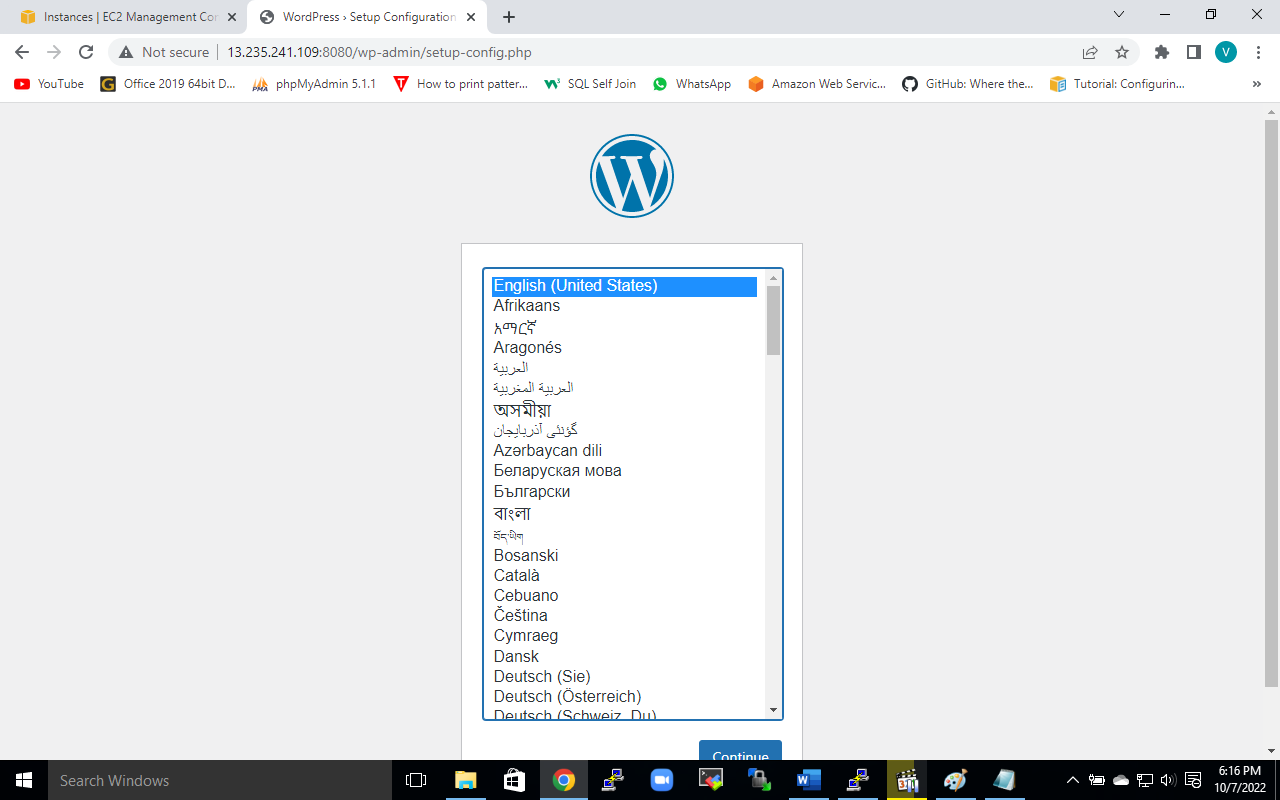 Instances | EC2 Management Con
WordPress › Setup Configuration
Not secure
13.235.241.109:8080/wp-admin/setup-config.php
V
YouTube
Office 2019 64bit D...
phpMyAdmin 5.1.1
How to print patter...
SQL Self Join
WhatsApp
Amazon Web Servic...
GitHub: Where the...
Tutorial: Configurin...
»
English (United States)
Afrikaans
አማርኛ
Aragonés
العربية
العربية المغربية
অসমীয়া
گؤنئی آذربایجان
Azərbaycan dili
Беларуская мова
Български
বাংলা
བོད་ཡིག
Bosanski
Català
Cebuano
Čeština
Cymraeg
Dansk
Deutsch (Sie)
Deutsch (Österreich)
Deutsch (Schweiz, Du)
Continue
Search Windows
6:16 PM
10/7/2022